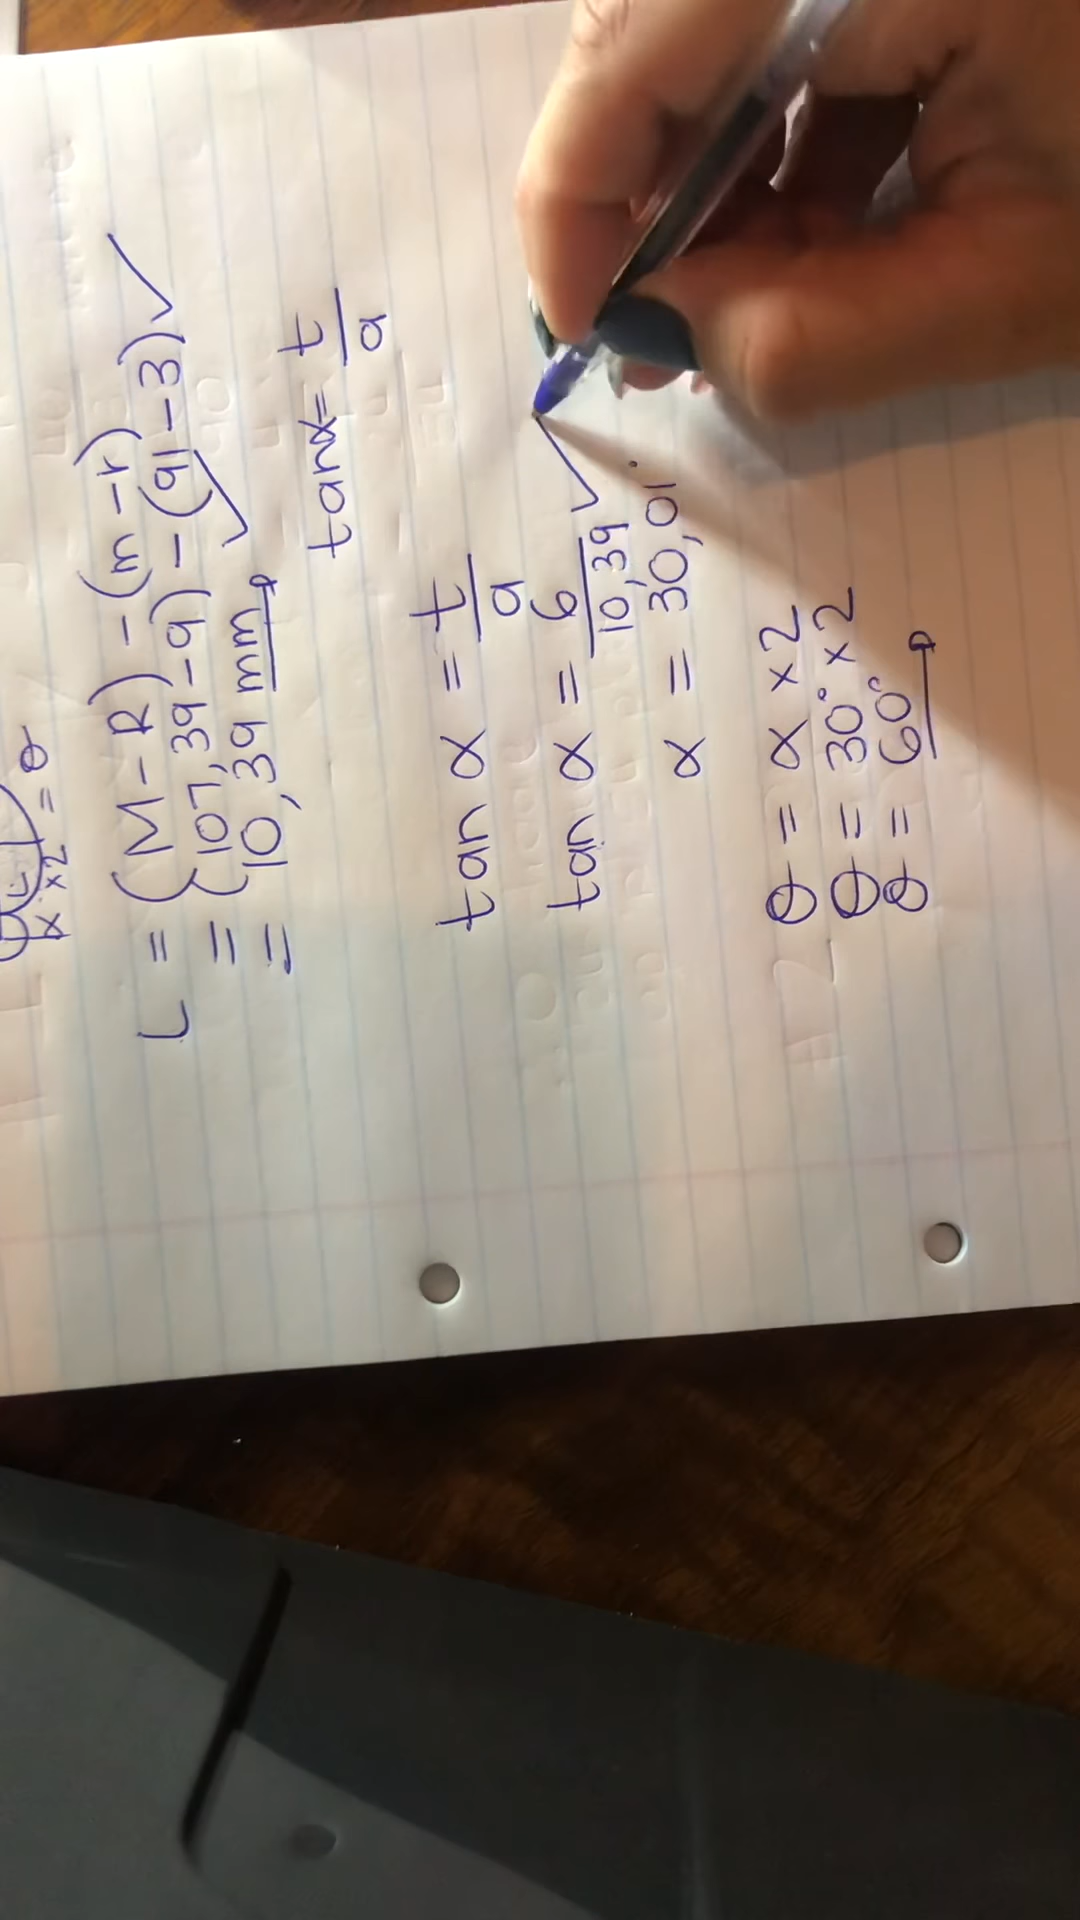 α ×2 = θ
L = (M - R) - (m - r)
= (107,39 - 9) - (91 - 3)
= 10,39 mm
tanα = t/a
tan α = t/a
tan α = 6/10,39
α = 30,01°
θ = α ×2
θ = 30° ×2
θ = 60°